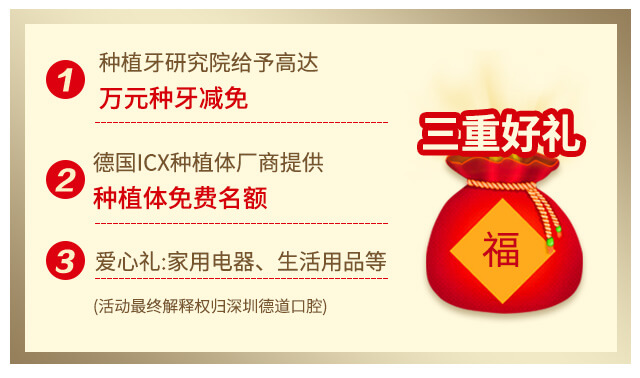 1 种植牙研究院给予高达
万元种牙减免
2 德国ICX种植体厂商提供
种植体免费名额
3 爱心礼:家用电器、生活用品等
(活动最终解释权归深圳德道口腔)
三重好礼
福